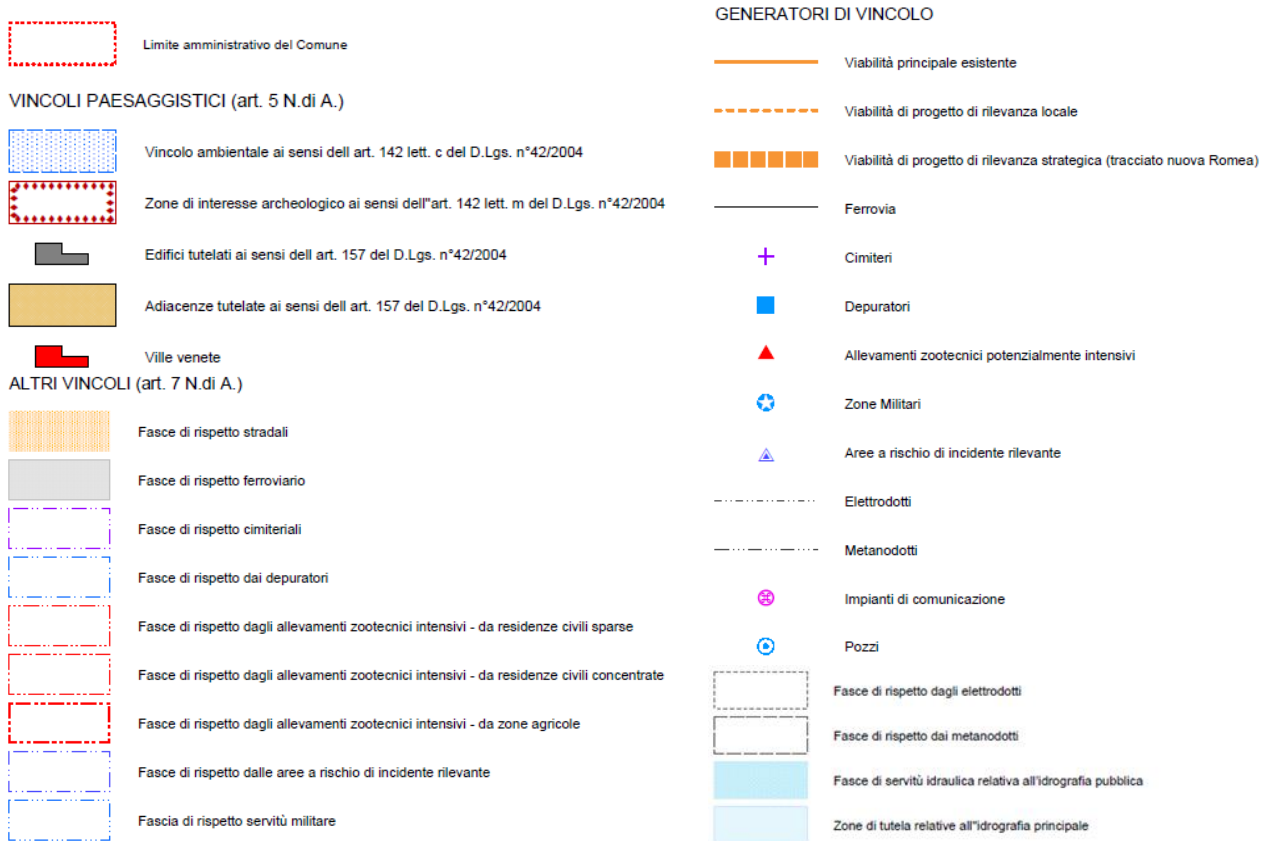 Limite amministrativo del Comune
VINCOLI PAESAGGISTICI (art. 5 N.di A.)
Vincolo ambientale ai sensi dell art. 142 lett. c del D.Lgs. n°42/2004
Zone di interesse archeologico ai sensi dell"art. 142 lett. m del D.Lgs. n°42/2004
Edifici tutelati ai sensi dell art. 157 del D.Lgs. n°42/2004
Adiacenze tutelate ai sensi dell art. 157 del D.Lgs. n°42/2004
Ville venete
ALTRI VINCOLI (art. 7 N.di A.)
Fasce di rispetto stradali
Fasce di rispetto ferroviario
Fasce di rispetto cimiteriali
Fasce di rispetto dai depuratori
Fasce di rispetto dagli allevamenti zootecnici intensivi - da residenze civili sparse
Fasce di rispetto dagli allevamenti zootecnici intensivi - da residenze civili concentrate
Fasce di rispetto dagli allevamenti zootecnici intensivi - da zone agricole
Fasce di rispetto dalle aree a rischio di incidente rilevante
Fascia di rispetto servitù militare
GENERATORI DI VINCOLO
Viabilità principale esistente
Viabilità di progetto di rilevanza locale
Viabilità di progetto di rilevanza strategica (tracciato nuova Romea)
Ferrovia
Cimiteri
Depuratori
Allevamenti zootecnici potenzialmente intensivi
Zone Militari
Aree a rischio di incidente rilevante
Elettrodotti
Metanodotti
Impianti di comunicazione
Pozzi
Fasce di rispetto dagli elettrodotti
Fasce di rispetto dai metanodotti
Fasce di servitù idraulica relativa all'idrografia pubblica
Zone di tutela relative all"idrografia principale